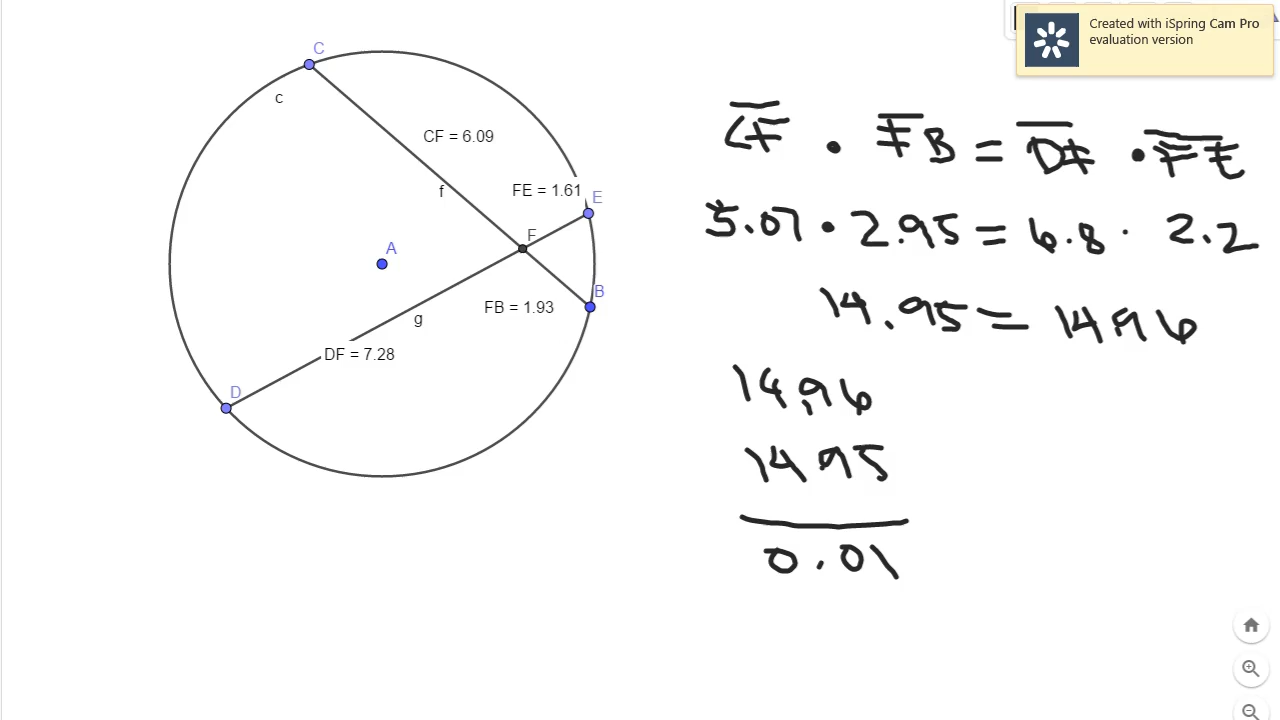 Created with iSpring Cam Pro
evaluation version
C
c
CF = 6.09
f
FE = 1.61
E
F
A
B
FB = 1.93
g
DF = 7.28
D
CF · FB = DF · FE
5.07 · 2.95 = 6.8 · 2.2
14.95 = 14.96
14.96
14.95
0.01